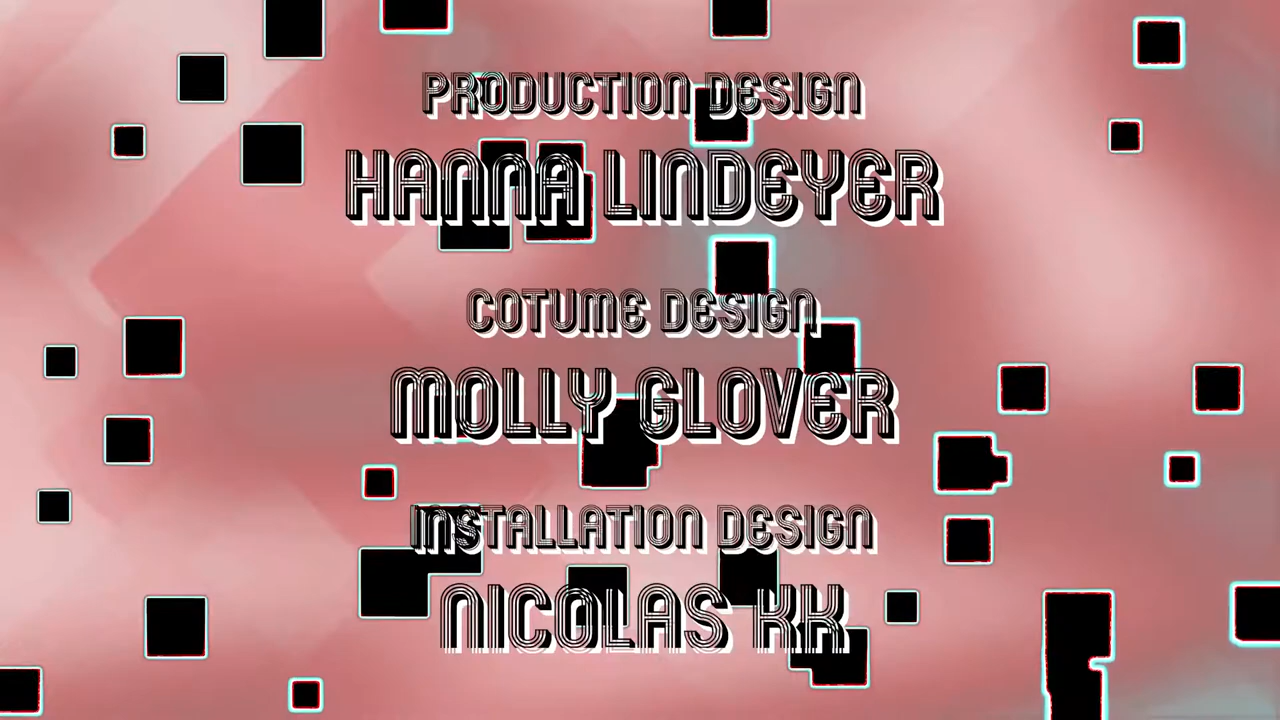 PRODUCTION DESIGN
HANNA LINDEYER
COTUME DESIGN
MOLLY GLOVER
INSTALLATION DESIGN
NICOLAS KK